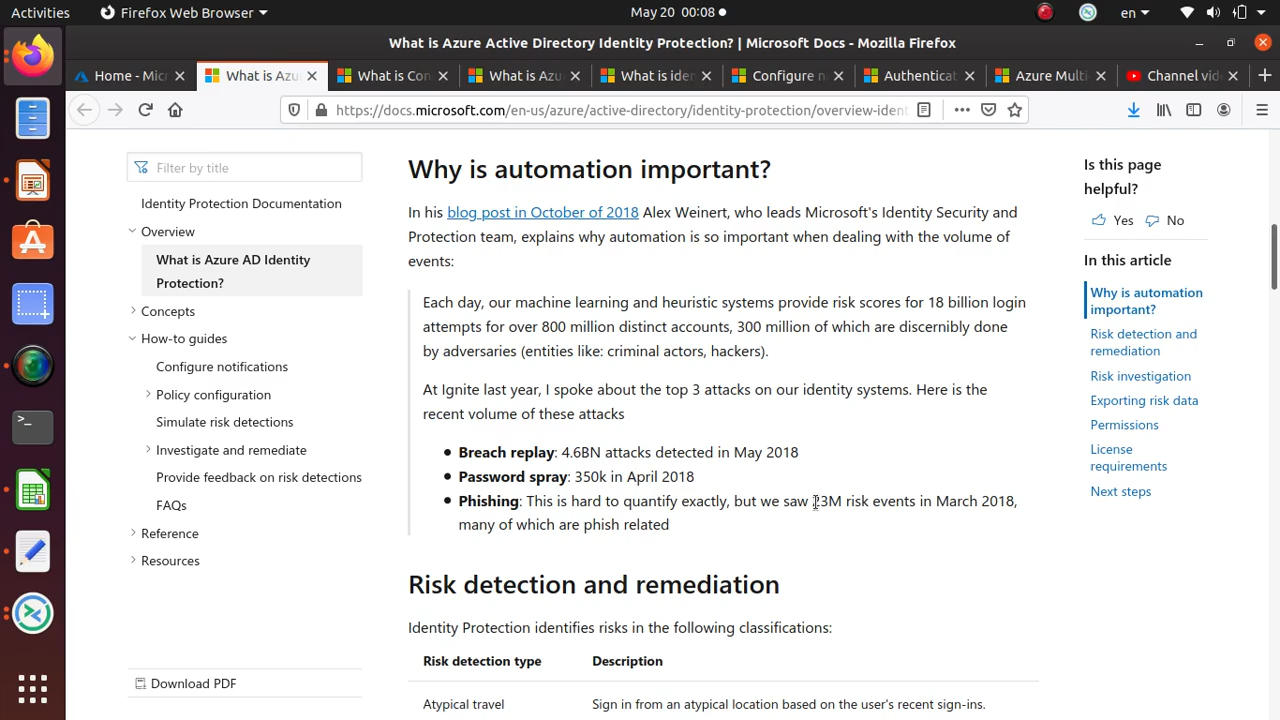 Activities Firefox Web Browser May 20 00:08 en
What is Azure Active Directory Identity Protection? | Microsoft Docs - Mozilla Firefox
Home - Mic What is Azu What is Con What is Azu What is iden Configure n Authenticat Azure Multi Channel vid
https://docs.microsoft.com/en-us/azure/active-directory/identity-protection/overview-ident
Filter by title
Identity Protection Documentation
Overview
What is Azure AD Identity
Protection?
Concepts
How-to guides
Configure notifications
Policy configuration
Simulate risk detections
Investigate and remediate
Provide feedback on risk detections
FAQs
Reference
Resources
Download PDF
Why is automation important?
In his blog post in October of 2018 Alex Weinert, who leads Microsoft's Identity Security and
Protection team, explains why automation is so important when dealing with the volume of
events:
Each day, our machine learning and heuristic systems provide risk scores for 18 billion login
attempts for over 800 million distinct accounts, 300 million of which are discernibly done
by adversaries (entities like: criminal actors, hackers).
At Ignite last year, I spoke about the top 3 attacks on our identity systems. Here is the
recent volume of these attacks
Breach replay: 4.6BN attacks detected in May 2018
Password spray: 350k in April 2018
Phishing: This is hard to quantify exactly, but we saw risk events in March 2018,
many of which are phish related
Risk detection and remediation
Identity Protection identifies risks in the following classifications:
Risk detection type Description
Atypical travel Sign in from an atypical location based on the user's recent sign-ins.
Is this page
helpful?
Yes No
In this article
Why is automation
important?
Risk detection and
remediation
Risk investigation
Exporting risk data
Permissions
License
requirements
Next steps